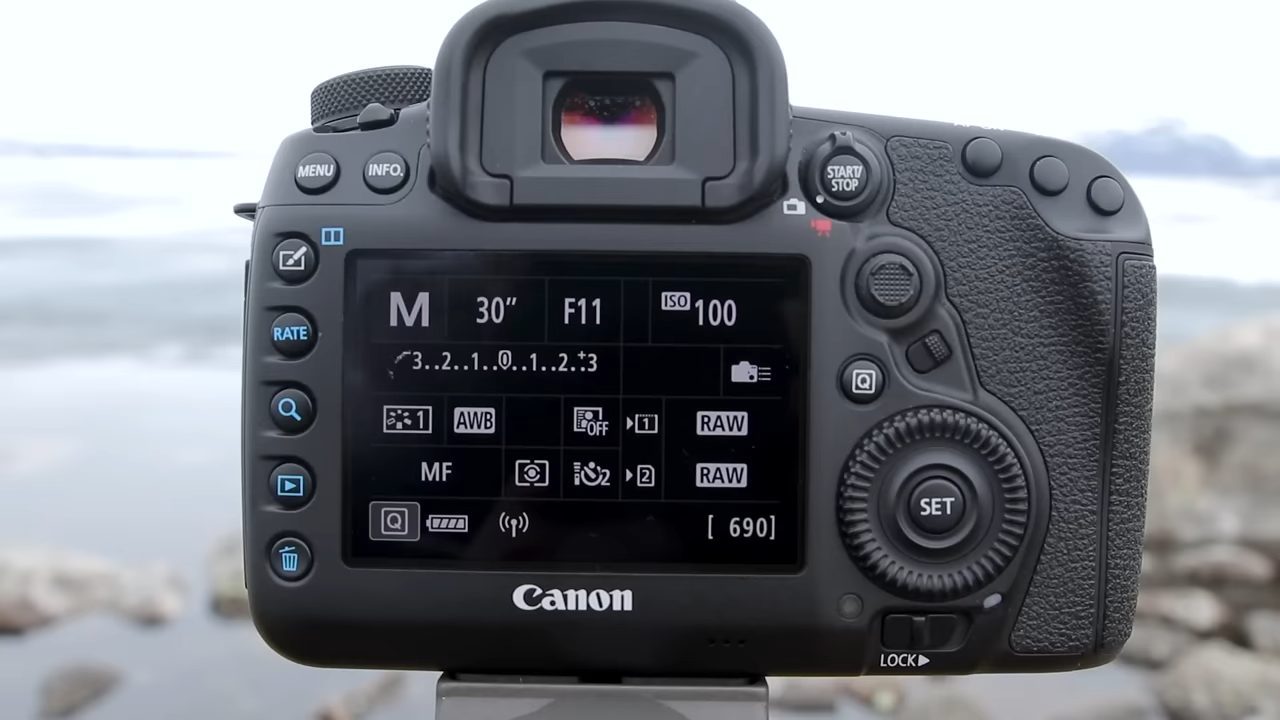 MENU INFO. START/STOP
RATE
M 30" F11 ISO 100
3..2..1..0..1..2.+3
1 AWB OFF 1 RAW
MF 2 2 RAW
Q [ 690]
Q
SET
Canon
LOCK